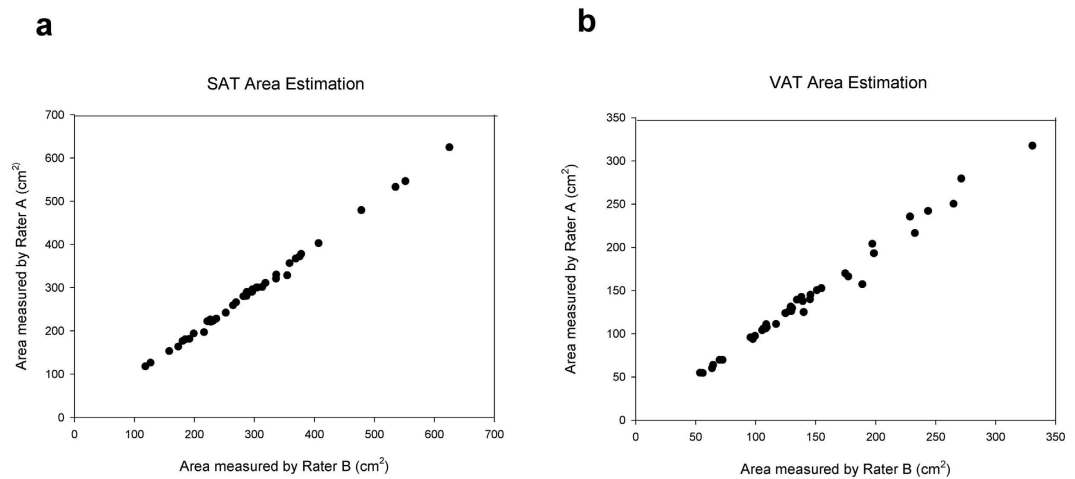 a
SAT Area Estimation
Area measured by Rater A (cm²)
700
600
500
400
300
200
100
0
0 100 200 300 400 500 600 700
Area measured by Rater B (cm²)
b
VAT Area Estimation
Area measured by Rater A (cm²)
350
300
250
200
150
100
50
0
0 50 100 150 200 250 300 350
Area measured by Rater B (cm²)